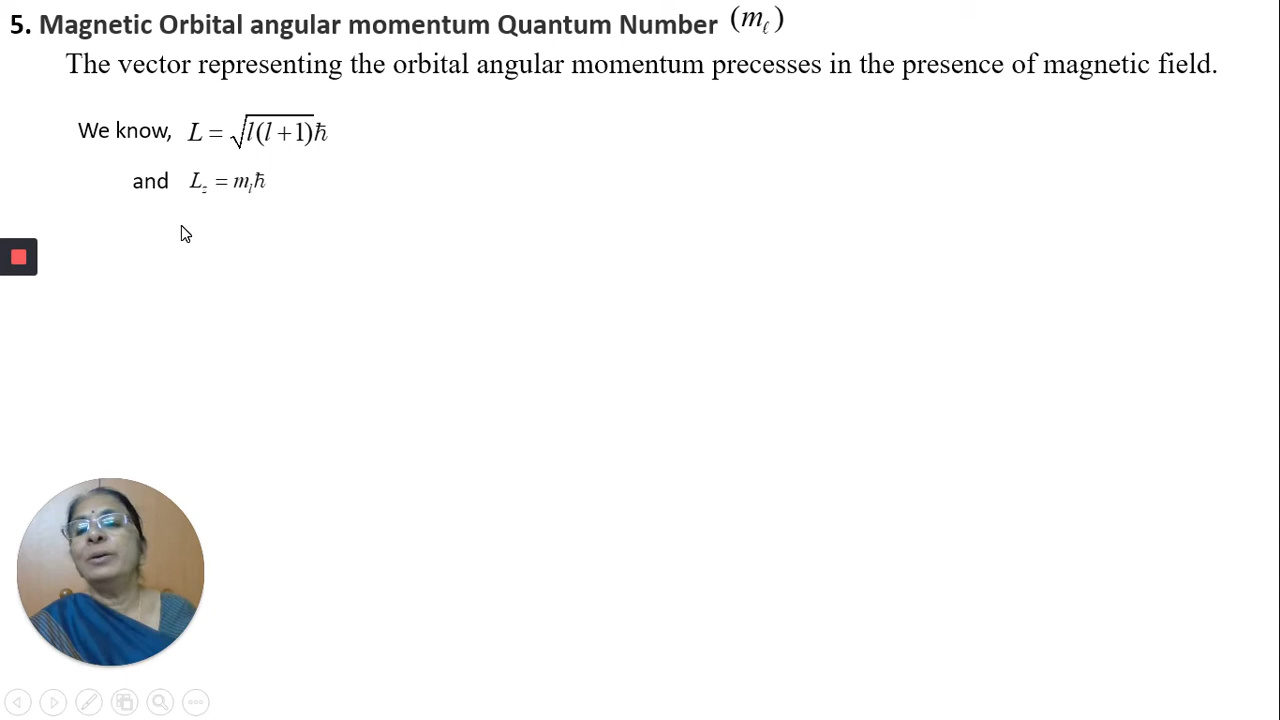 5. Magnetic Orbital angular momentum Quantum Number (mℓ)
The vector representing the orbital angular momentum precesses in the presence of magnetic field.
We know, L = √l(l+1)ℏ
and L_z = m_lℏ